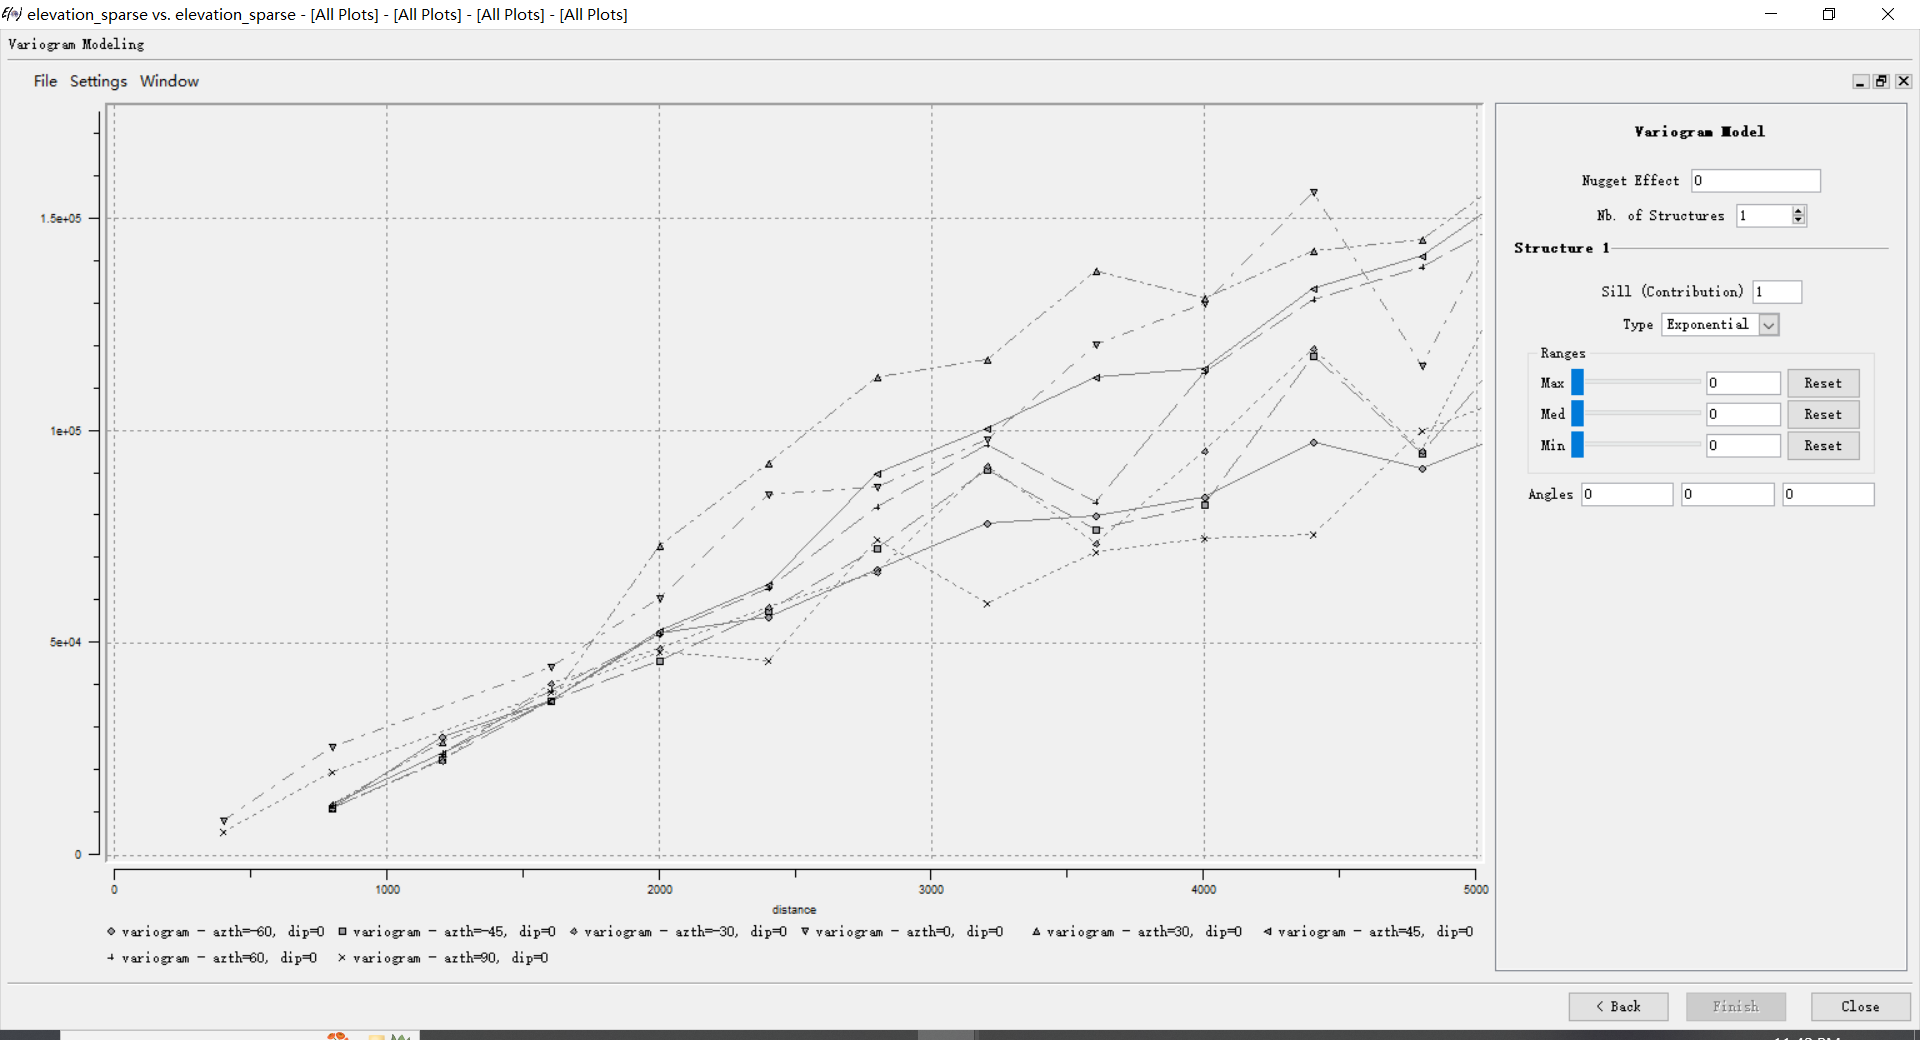 elevation_sparse vs. elevation_sparse - [All Plots] - [All Plots] - [All Plots] - [All Plots]
Variogram Modeling
File Settings Window
Variogram Model
Nugget Effect 0
Nb. of Structures 1
Structure 1
Sill (Contribution) 1
Type Exponential
Ranges
Max 0 Reset
Med 0 Reset
Min 0 Reset
Angles 0 0 0
1.5e+05
1e+05
5e+04
0
0 1000 2000 3000 4000 5000
distance
variogram - azth=-60, dip=0 variogram - azth=-45, dip=0 variogram - azth=-30, dip=0 variogram - azth=0, dip=0 variogram - azth=30, dip=0 variogram - azth=45, dip=0
variogram - azth=60, dip=0 variogram - azth=90, dip=0
< Back Finish Close